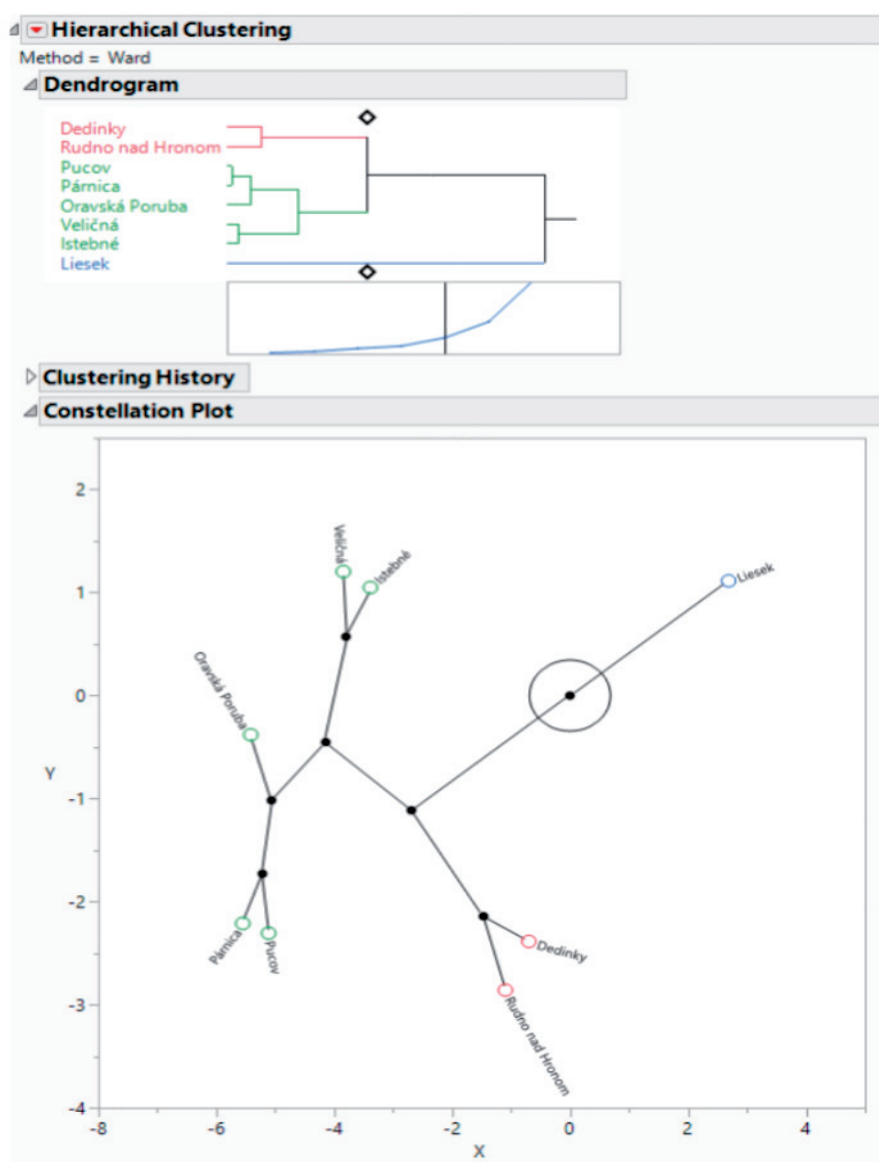 Hierarchical Clustering
Method = Ward
Dendrogram
Dedinky
Rudno nad Hronom
Pucov
Párnica
Oravská Poruba
Veličná
Istebné
Liesek
Clustering History
Constellation Plot
2
1
0
-1
-2
-3
-4
Y
Veličná
Istebné
Liesek
Oravská Poruba
Párnica
Pucov
Dedinky
Rudno nad Hronom
-8 -6 -4 -2 0 2 4
X